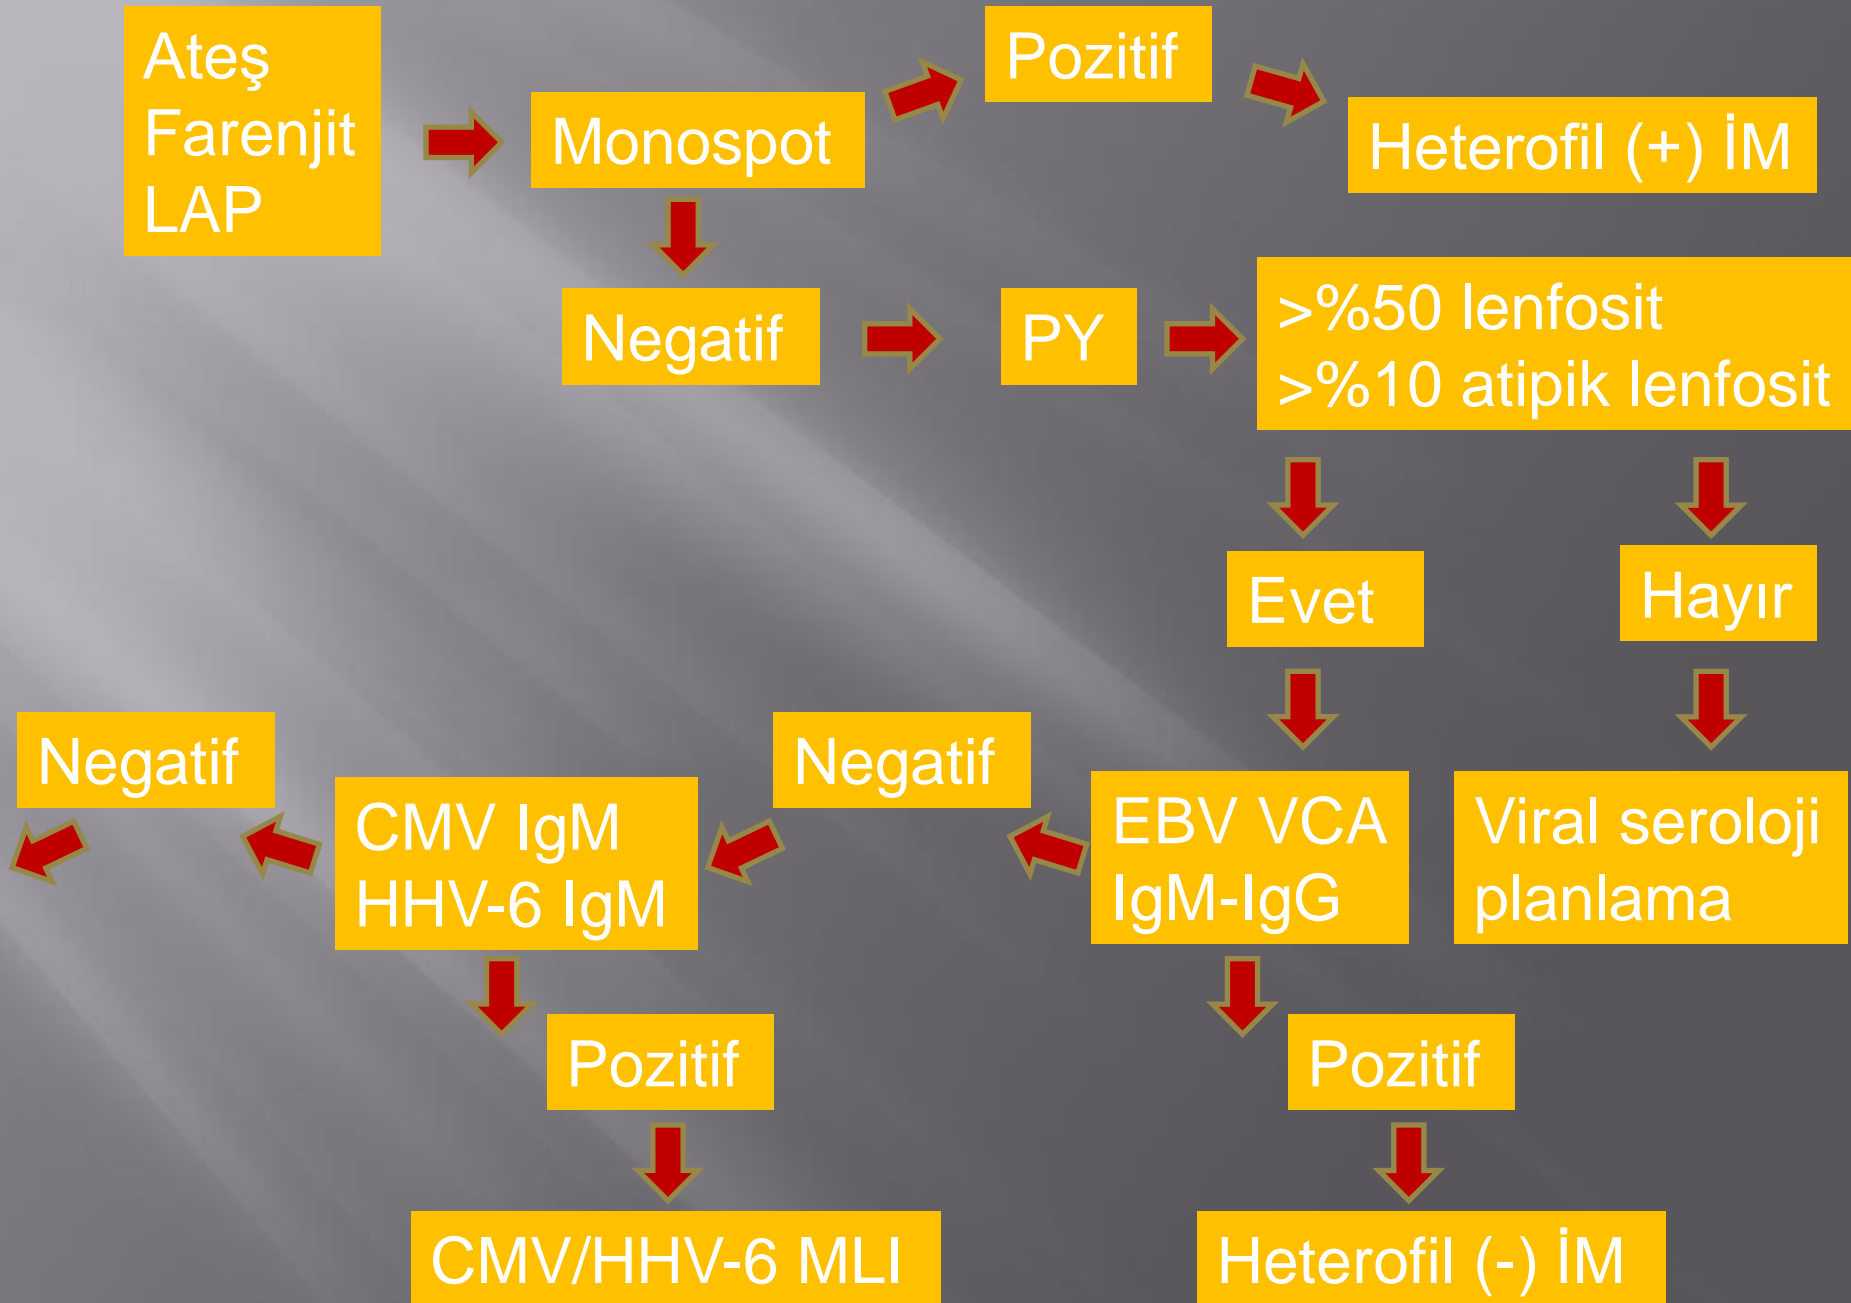 Ateş
Farenjit
LAP
Monospot
Pozitif
Heterofil (+) İM
Negatif
PY
>%50 lenfosit
>%10 atipik lenfosit
Evet
Hayır
Negatif
CMV IgM
HHV-6 IgM
Negatif
EBV VCA
IgM-IgG
Viral seroloji
planlama
Pozitif
Pozitif
CMV/HHV-6 MLI
Heterofil (-) İM